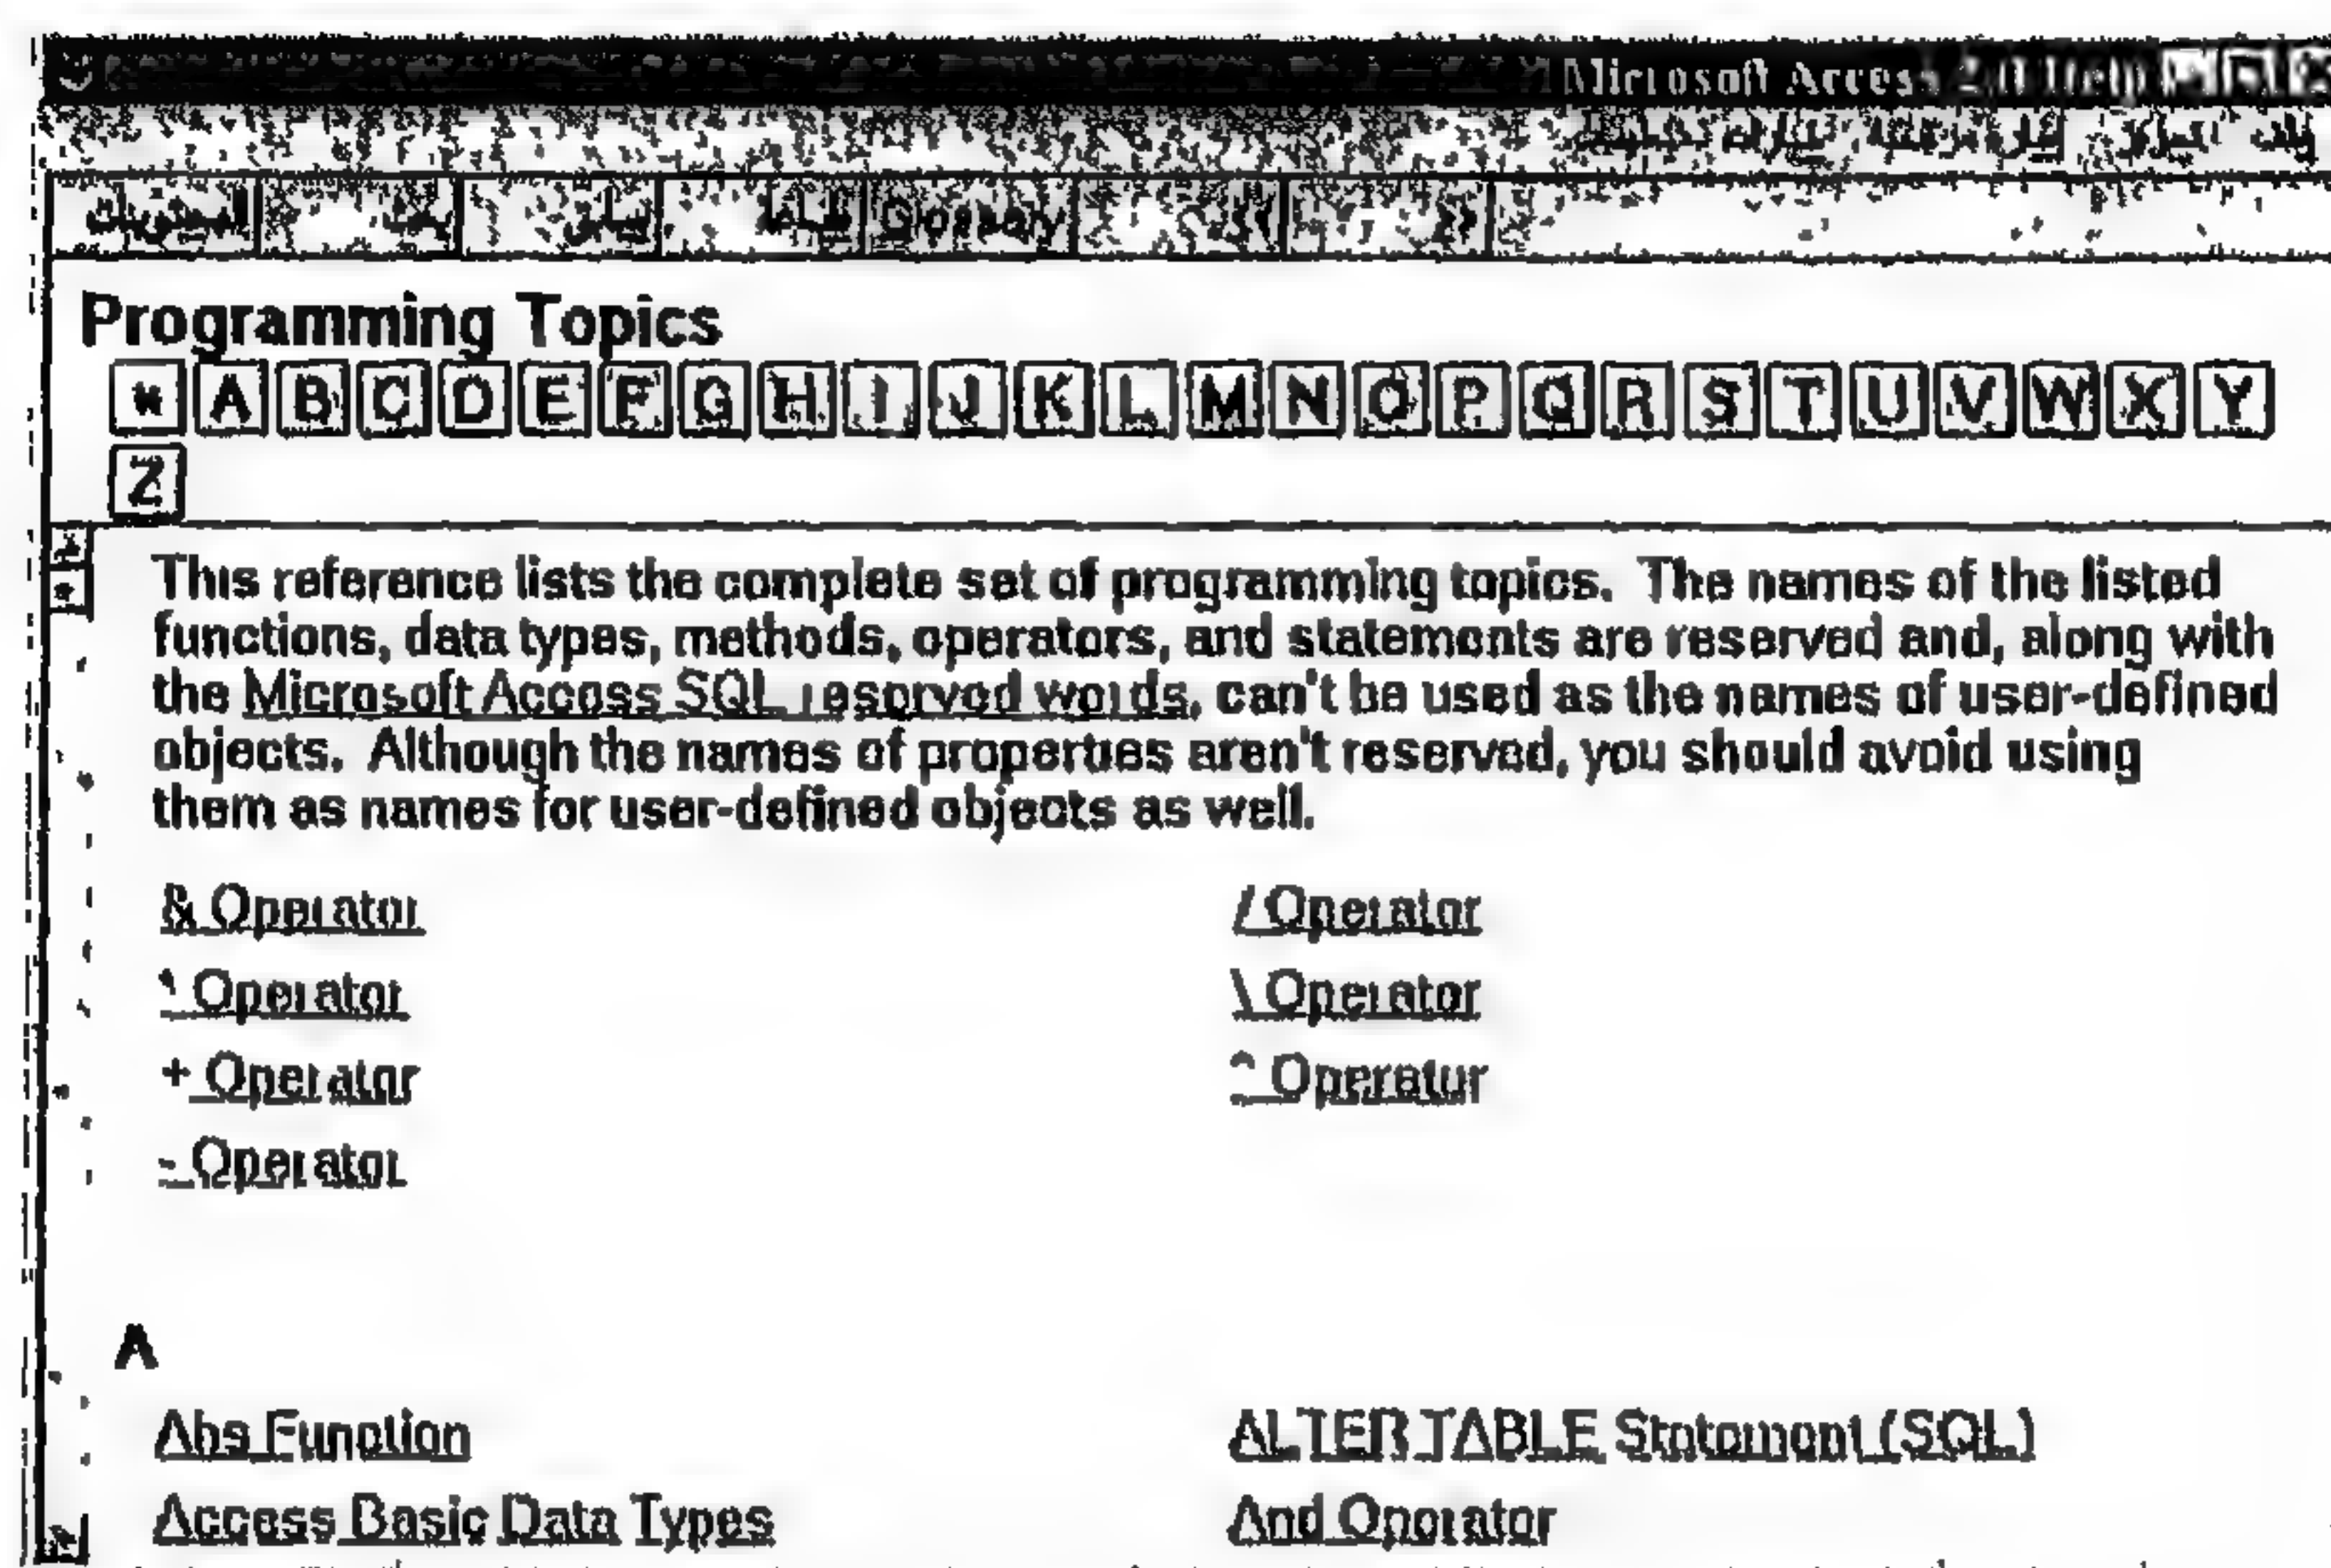 Microsoft Access
المحتويات Glossary << >>
Programming Topics
* A B C D E F G H I J K L M N O P Q R S T U V W X Y
Z
This reference lists the complete set of programming topics. The names of the listed
functions, data types, methods, operators, and statements are reserved and, along with
the Microsoft Access SQL reserved words, can't be used as the names of user-defined
objects. Although the names of properties aren't reserved, you should avoid using
them as names for user-defined objects as well.
& Operator / Operator
* Operator \ Operator
+ Operator ^ Operator
- Operator
A
Abs Function ALTER TABLE Statement (SQL)
Access Basic Data Types And Operator